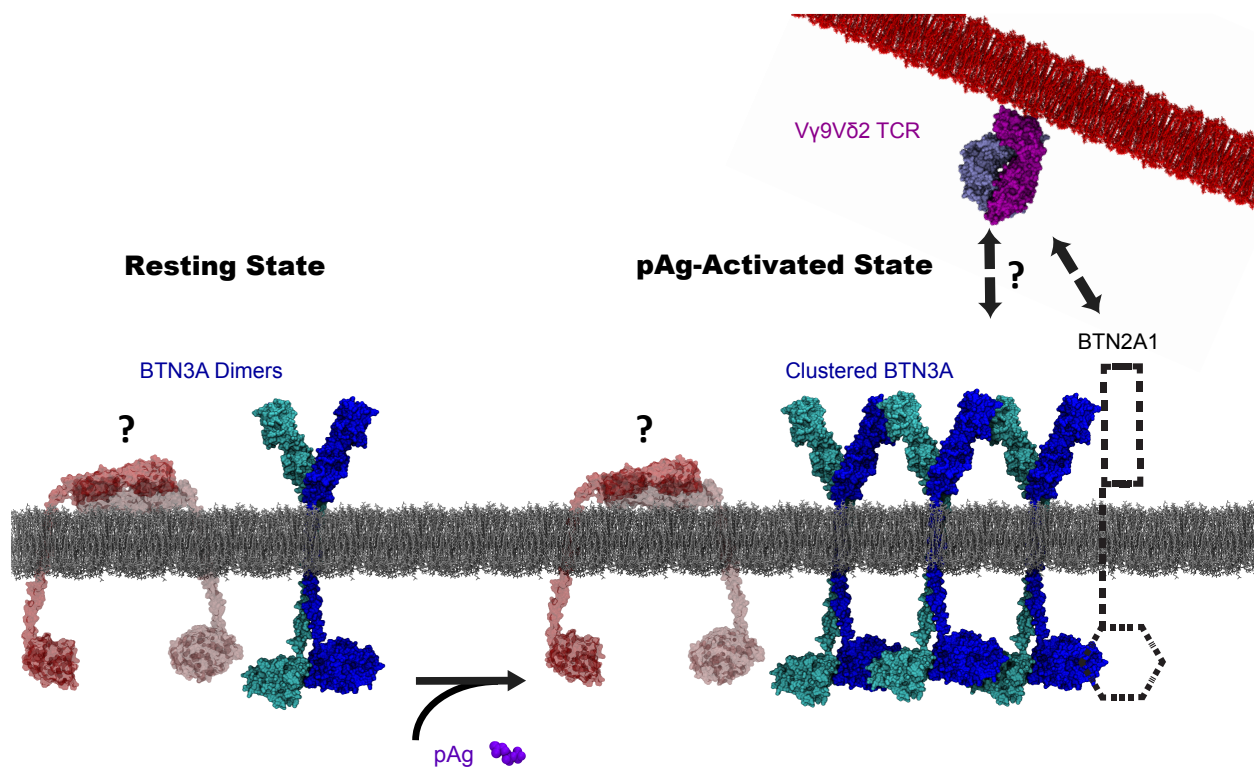 Vγ9Vδ2 TCR
Resting State
pAg-Activated State
?
BTN2A1
BTN3A Dimers
Clustered BTN3A
?
?
pAg